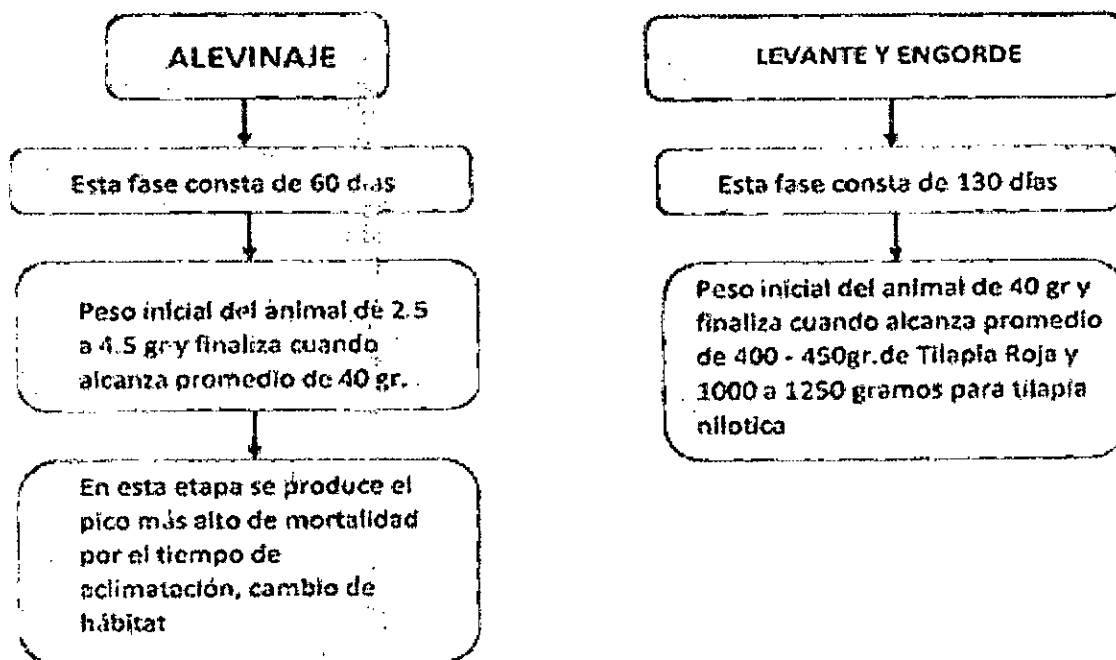 ALEVINAJE
Esta fase consta de 60 días
Peso inicial del animal de 2.5
a 4.5 gr y finaliza cuando
alcanza promedio de 40 gr.
En esta etapa se produce el
pico más alto de mortalidad
por el tiempo de
aclimatación, cambio de
hábitat
LEVANTE Y ENGORDE
Esta fase consta de 130 días
Peso inicial del animal de 40 gr y
finaliza cuando alcanza promedio
de 400 - 450gr.de Tilapia Roja y
1000 a 1250 gramos para tilapia
nilotica